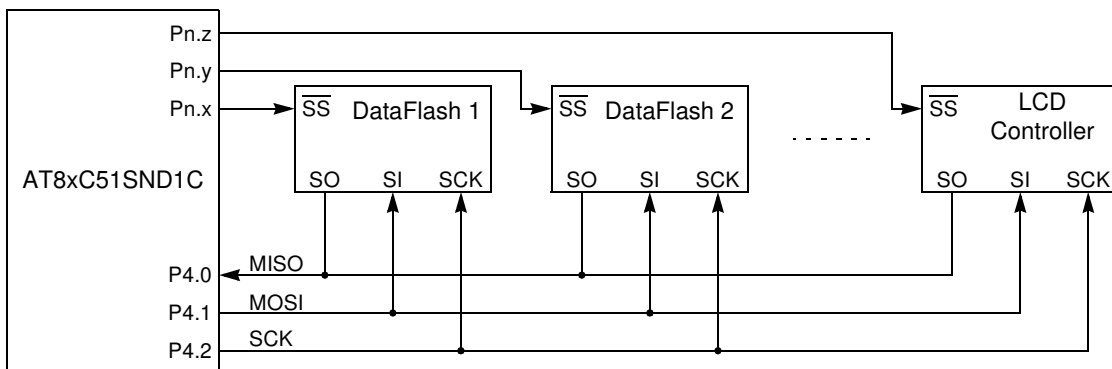 Pn.z
Pn.y
Pn.x
AT8xC51SND1C
P4.0
P4.1
P4.2
SS DataFlash 1
SO SI SCK
SS DataFlash 2
SO SI SCK
SS LCD
Controller
SO SI SCK
MISO
MOSI
SCK